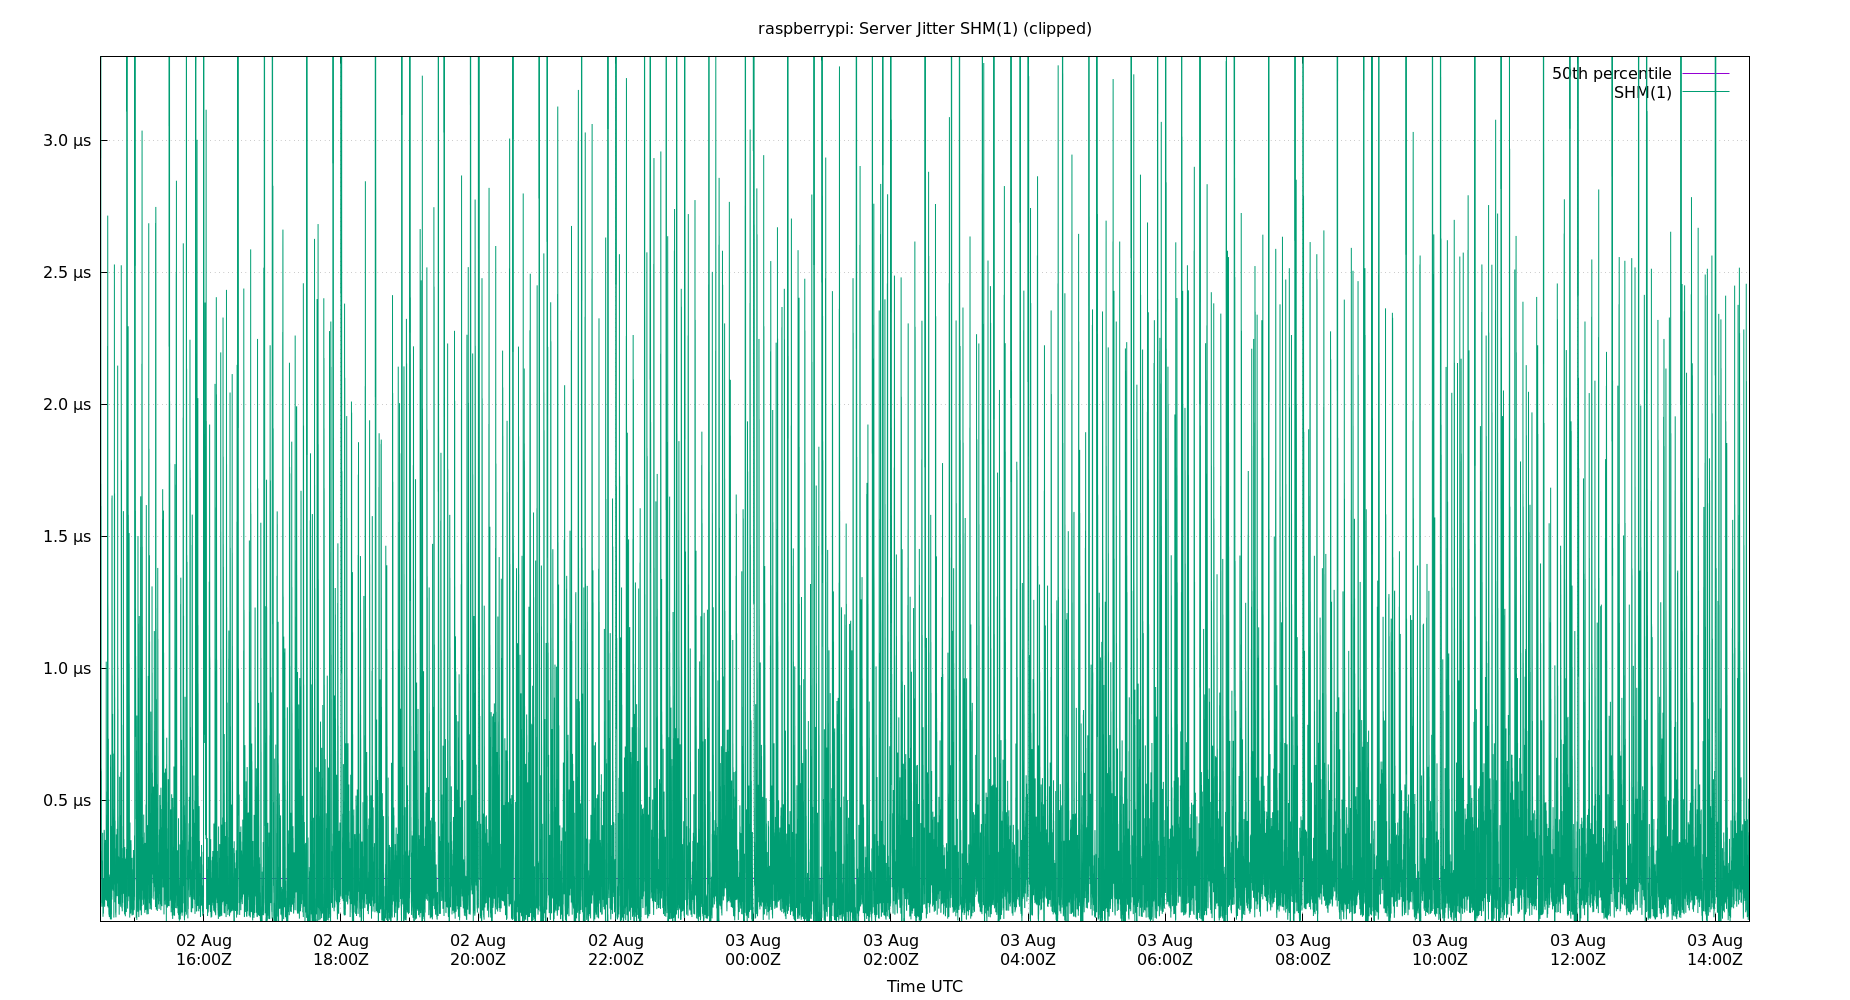 raspberrypi: Server Jitter SHM(1) (clipped)
50th percentile
SHM(1)
3.0 µs
2.5 µs
2.0 µs
1.5 µs
1.0 µs
0.5 µs
02 Aug 02 Aug 02 Aug 02 Aug 03 Aug 03 Aug 03 Aug 03 Aug 03 Aug 03 Aug 03 Aug 03 Aug
16:00Z 18:00Z 20:00Z 22:00Z 00:00Z 02:00Z 04:00Z 06:00Z 08:00Z 10:00Z 12:00Z 14:00Z
Time UTC